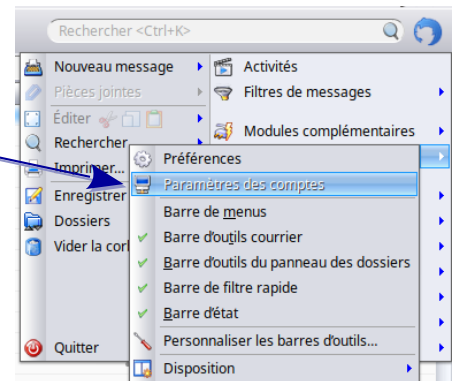 Rechercher <Ctrl+K>
Nouveau message
Pièces jointes
Éditer
Rechercher
Imprimer...
Enregistrer
Dossiers
Vider la corb
Quitter
Activités
Filtres de messages
Modules complémentaires
Préférences
Paramètres des comptes
Barre de menus
Barre d'outils courrier
Barre d'outils du panneau des dossiers
Barre de filtre rapide
Barre d'état
Personnaliser les barres d'outils...
Disposition